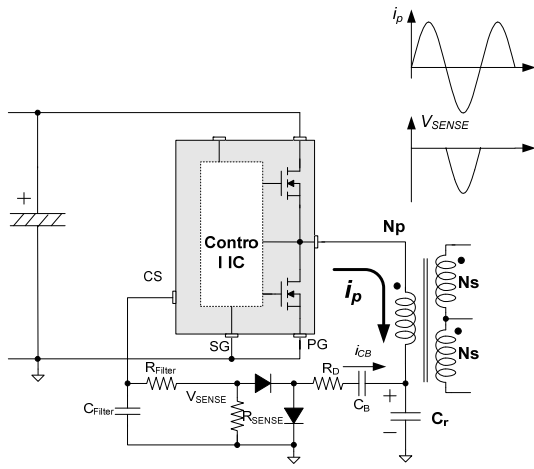 ip
VSENSE
+
Contro
l IC
Np
CS
ip
Ns
Ns
SG
PG
iCB
RFilter
RD
VSENSE
CB
+
CFilter
RSENSE
Cr
−